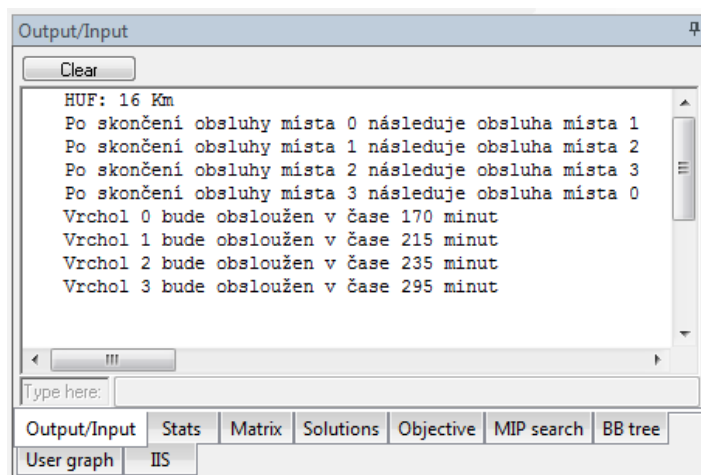 Output/Input
Clear
HUF: 16 Km
Po skončení obsluhy místa 0 následuje obsluha místa 1
Po skončení obsluhy místa 1 následuje obsluha místa 2
Po skončení obsluhy místa 2 následuje obsluha místa 3
Po skončení obsluhy místa 3 následuje obsluha místa 0
Vrchol 0 bude obsloužen v čase 170 minut
Vrchol 1 bude obsloužen v čase 215 minut
Vrchol 2 bude obsloužen v čase 235 minut
Vrchol 3 bude obsloužen v čase 295 minut
Type here:
Output/Input Stats Matrix Solutions Objective MIP search BB tree
User graph IIS